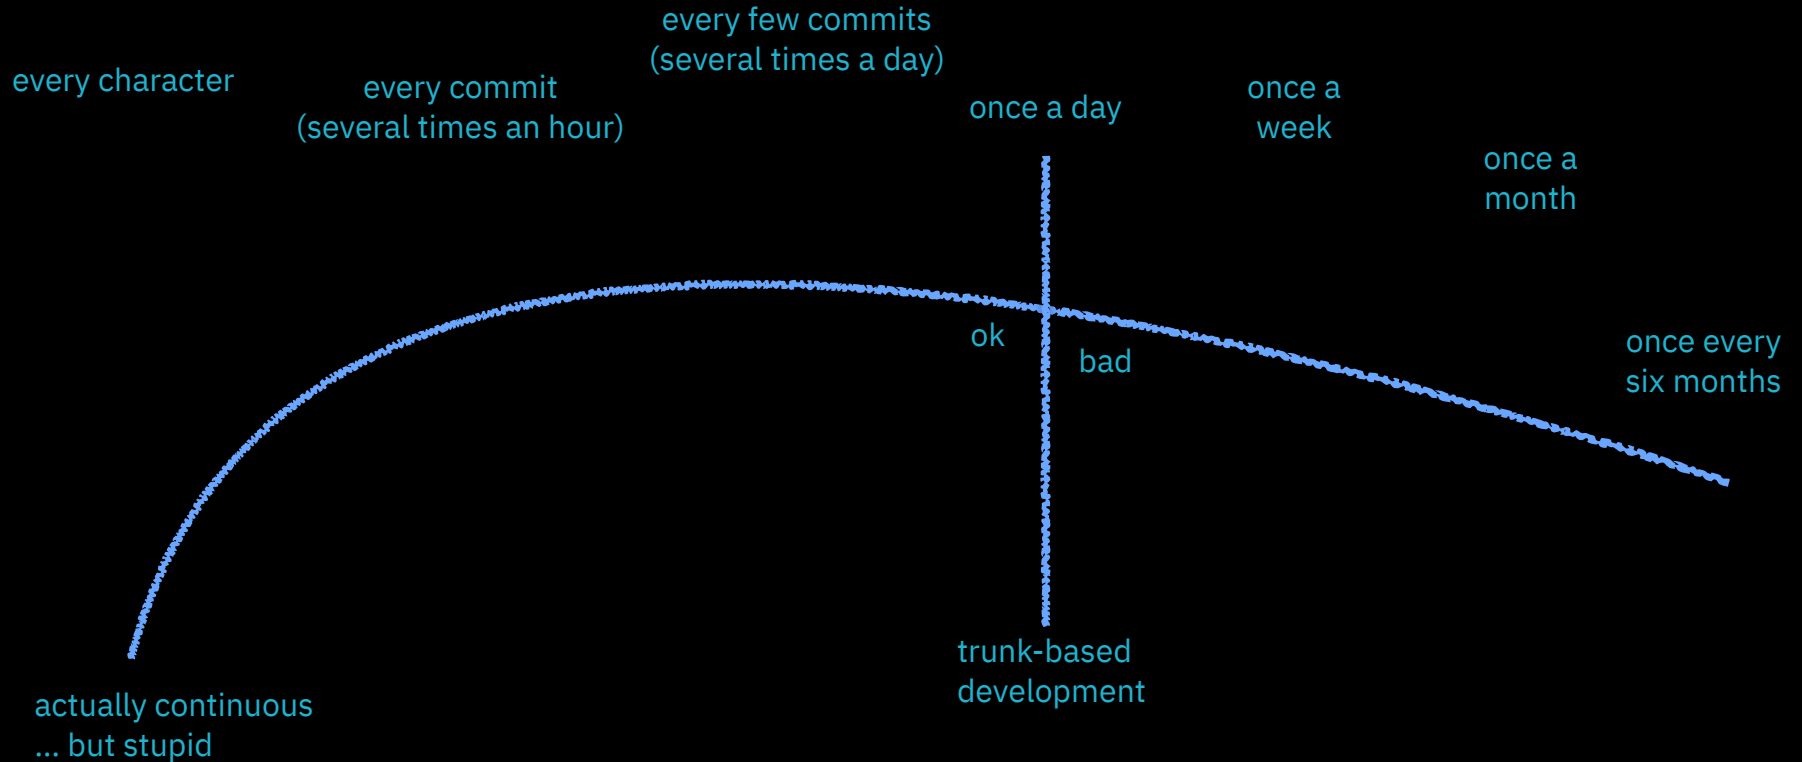 every character
every commit
(several times an hour)
every few commits
(several times a day)
once a day
once a
week
once a
month
once every
six months
ok
bad
trunk-based
development
actually continuous
... but stupid